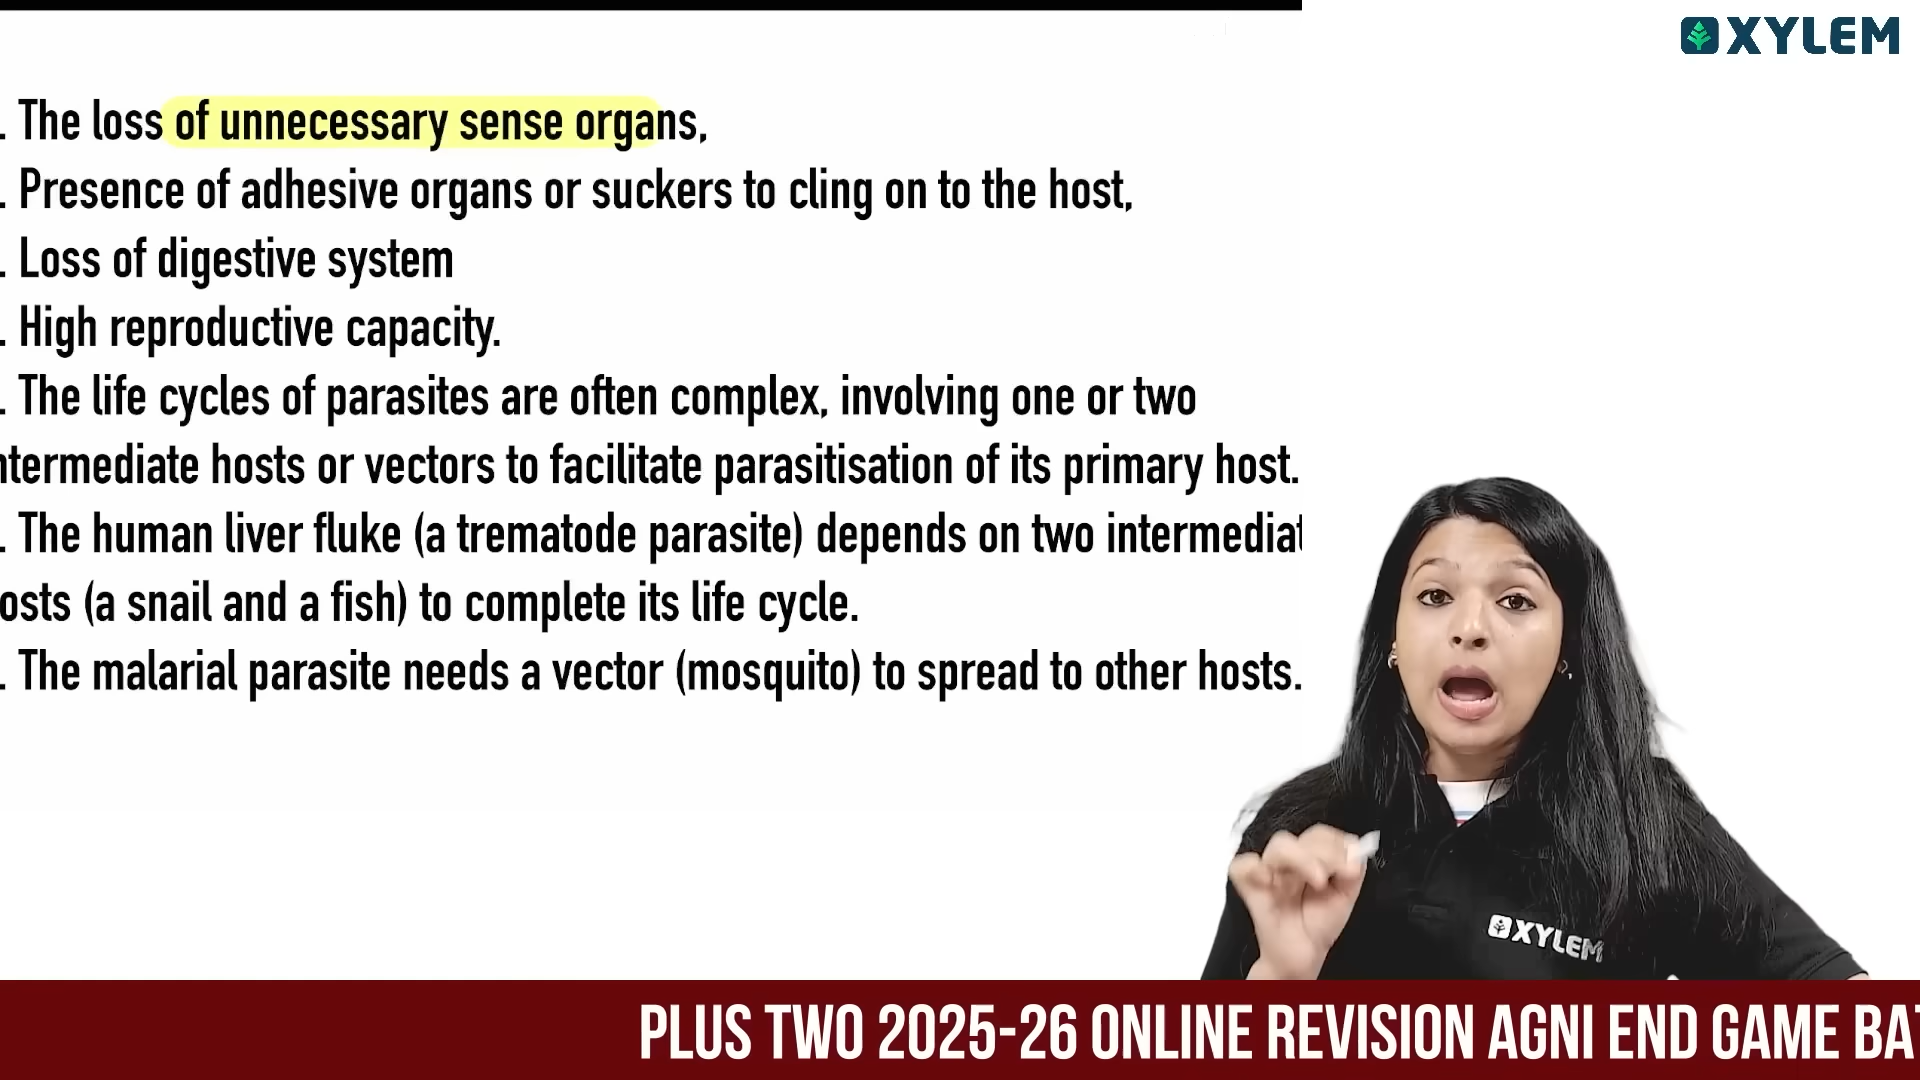 XYLEM
. The loss of unnecessary sense organs,
. Presence of adhesive organs or suckers to cling on to the host,
. Loss of digestive system
. High reproductive capacity.
. The life cycles of parasites are often complex, involving one or two
ntermediate hosts or vectors to facilitate parasitisation of its primary host.
. The human liver fluke (a trematode parasite) depends on two intermediat
osts (a snail and a fish) to complete its life cycle.
. The malarial parasite needs a vector (mosquito) to spread to other hosts.
XYLEM
PLUS TWO 2025-26 ONLINE REVISION AGNI END GAME BAT